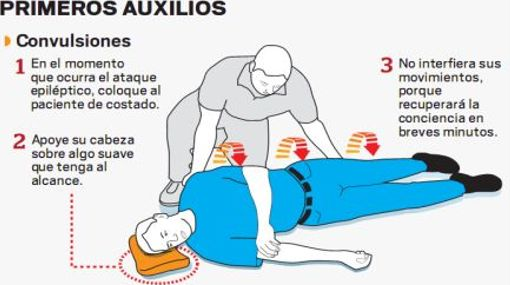 PRIMEROS AUXILIOS
Convulsiones
1 En el momento
que ocurra el ataque
epiléptico, coloque al
paciente de costado.
2 Apoye su cabeza
sobre algo suave
que tenga al
alcance.
3 No interfiera sus
movimientos,
porque
recuperará la
conciencia en
breves minutos.